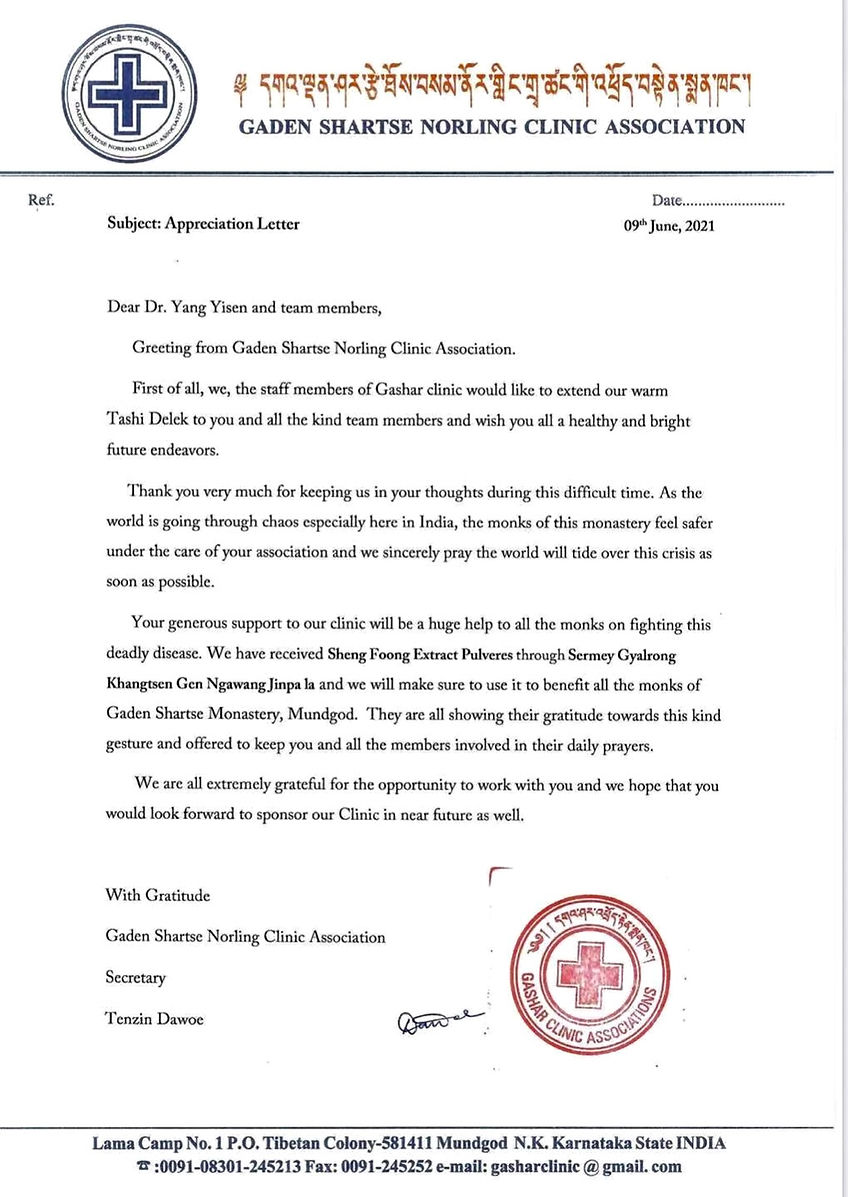 GADEN SHARTSE NORLING CLINIC ASSOCIATION
༄ དགའ་ལྡན་ཤར་རྩེ་ཐོས་བསམ་ནོར་གླིང་གྲྭ་ཚང་གི་འཕྲོད་བསྟེན་སྨན་ཁང་།
GADEN SHARTSE NORLING CLINIC ASSOCIATION
Ref.
Date..........................
Subject: Appreciation Letter
09th June, 2021
Dear Dr. Yang Yisen and team members,
Greeting from Gaden Shartse Norling Clinic Association.
First of all, we, the staff members of Gashar clinic would like to extend our warm
Tashi Delek to you and all the kind team members and wish you all a healthy and bright
future endeavors.
Thank you very much for keeping us in your thoughts during this difficult time. As the
world is going through chaos especially here in India, the monks of this monastery feel safer
under the care of your association and we sincerely pray the world will tide over this crisis as
soon as possible.
Your generous support to our clinic will be a huge help to all the monks on fighting this
deadly disease. We have received Sheng Foong Extract Pulveres through Sermey Gyalrong
Khangtsen Gen Ngawang Jinpa la and we will make sure to use it to benefit all the monks of
Gaden Shartse Monastery, Mundgod. They are all showing their gratitude towards this kind
gesture and offered to keep you and all the members involved in their daily prayers.
We are all extremely grateful for the opportunity to work with you and we hope that you
would look forward to sponsor our Clinic in near future as well.
With Gratitude
Gaden Shartse Norling Clinic Association
Secretary
Tenzin Dawoe
GASHAR CLINIC ASSOCIATIONS
Lama Camp No. 1 P.O. Tibetan Colony-581411 Mundgod N.K. Karnataka State INDIA
☎ :0091-08301-245213 Fax: 0091-245252 e-mail: gasharclinic @ gmail. com